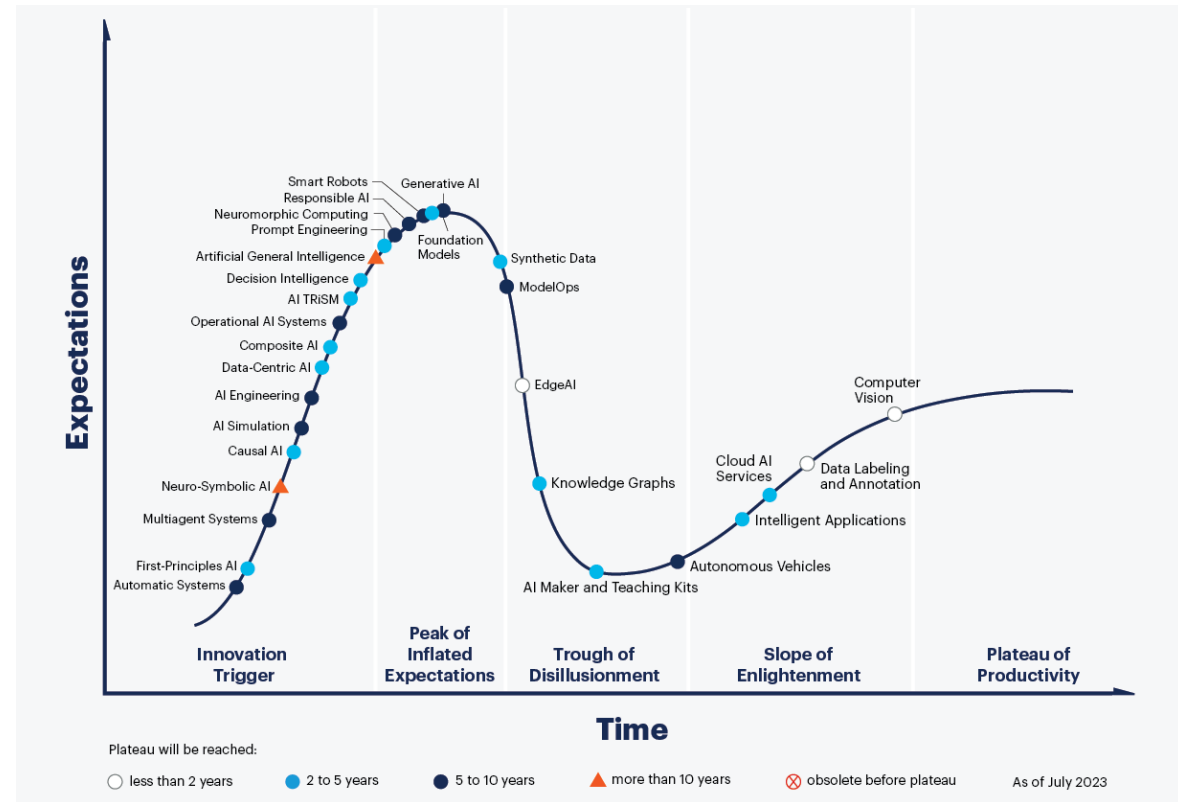 Expectations
Smart Robots
Generative AI
Responsible AI
Neuromorphic Computing
Prompt Engineering
Foundation
Models
Artificial General Intelligence
Synthetic Data
Decision Intelligence
ModelOps
AI TRiSM
Operational AI Systems
Composite AI
Data-Centric AI
EdgeAI
Computer
Vision
AI Engineering
AI Simulation
Causal AI
Cloud AI
Services
Data Labeling
and Annotation
Neuro-Symbolic AI
Knowledge Graphs
Multiagent Systems
Intelligent Applications
First-Principles AI
Autonomous Vehicles
Automatic Systems
AI Maker and Teaching Kits
Innovation
Trigger
Peak of
Inflated
Expectations
Trough of
Disillusionment
Slope of
Enlightenment
Plateau of
Productivity
Time
Plateau will be reached:
less than 2 years
2 to 5 years
5 to 10 years
more than 10 years
obsolete before plateau
As of July 2023